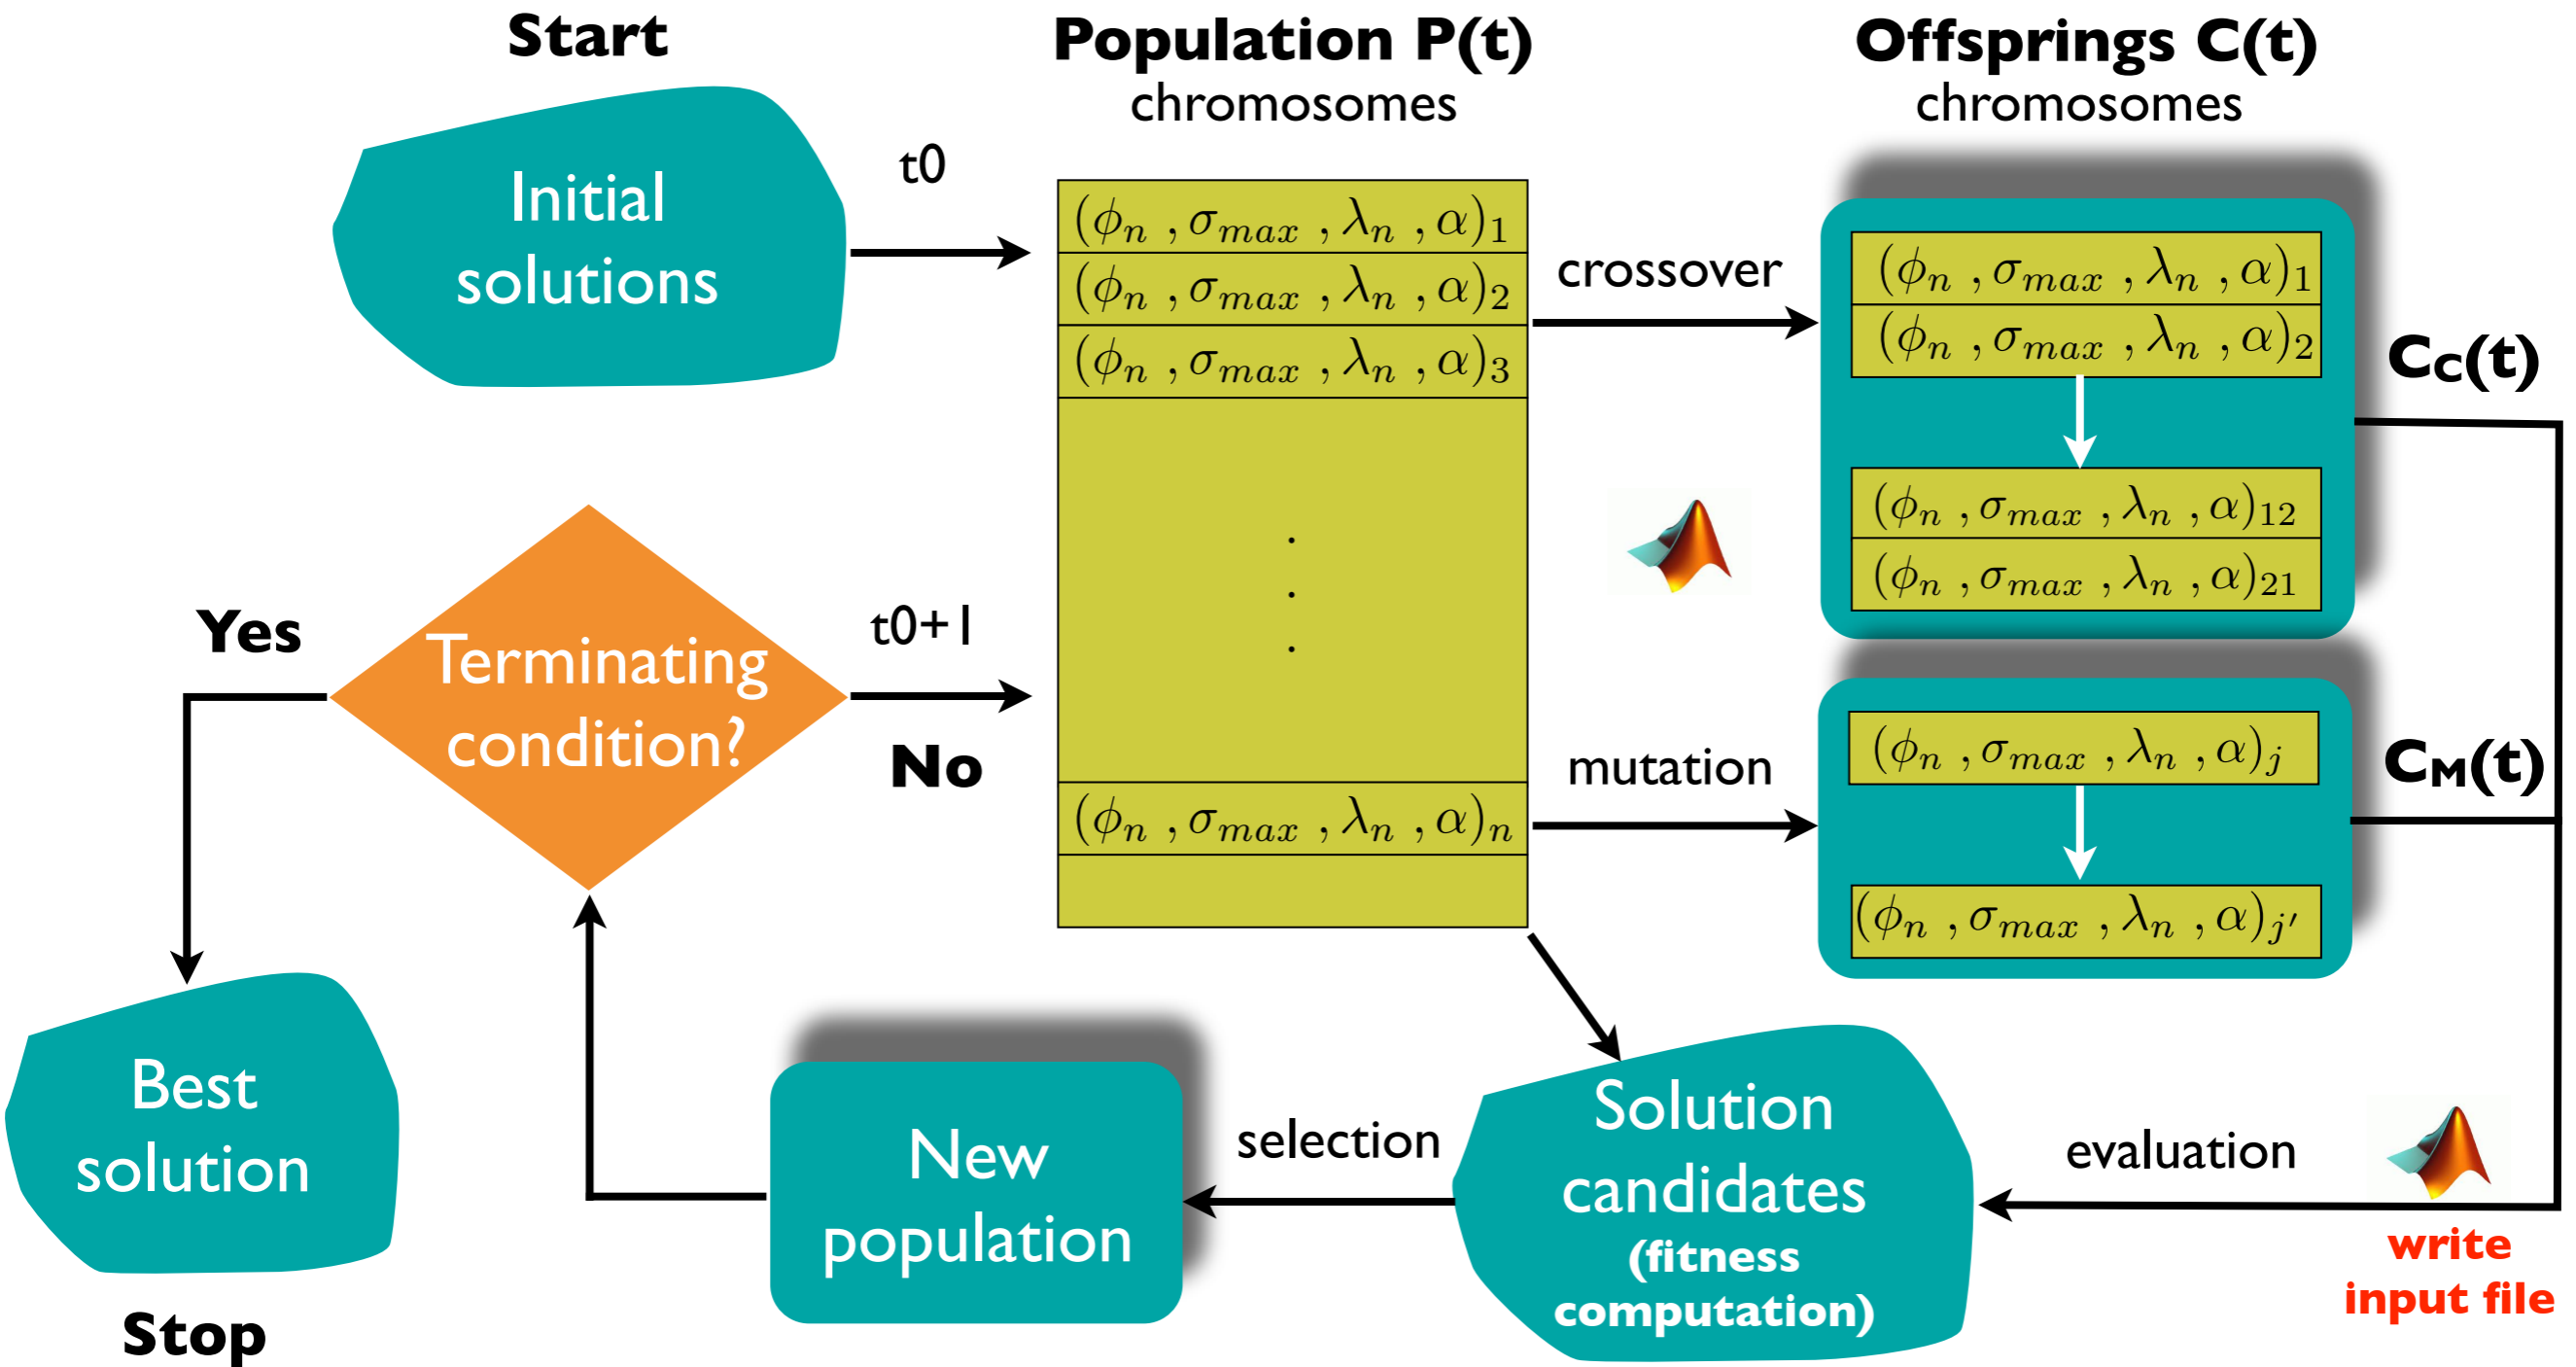 Start
Initial
solutions
t0
Population P(t)
chromosomes
(ϕn , σmax , λn , α)1
(ϕn , σmax , λn , α)2
(ϕn , σmax , λn , α)3
.
.
.
(ϕn , σmax , λn , α)n
crossover
mutation
Offsprings C(t)
chromosomes
(ϕn , σmax , λn , α)1
(ϕn , σmax , λn , α)2
(ϕn , σmax , λn , α)12
(ϕn , σmax , λn , α)21
CC(t)
(ϕn , σmax , λn , α)j
(ϕn , σmax , λn , α)j′
CM(t)
evaluation
write
input file
Solution
candidates
(fitness
computation)
selection
New
population
Terminating
condition?
t0+1
No
Yes
Best
solution
Stop